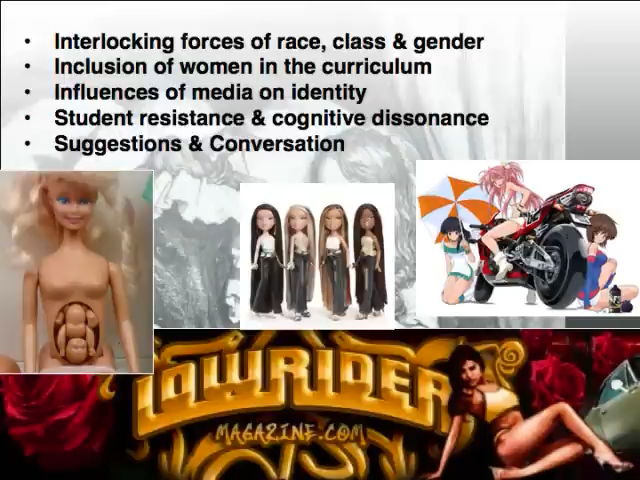 • Interlocking forces of race, class & gender
• Inclusion of women in the curriculum
• Influences of media on identity
• Student resistance & cognitive dissonance
• Suggestions & Conversation
LOWRIDER
MAGAZINE.COM